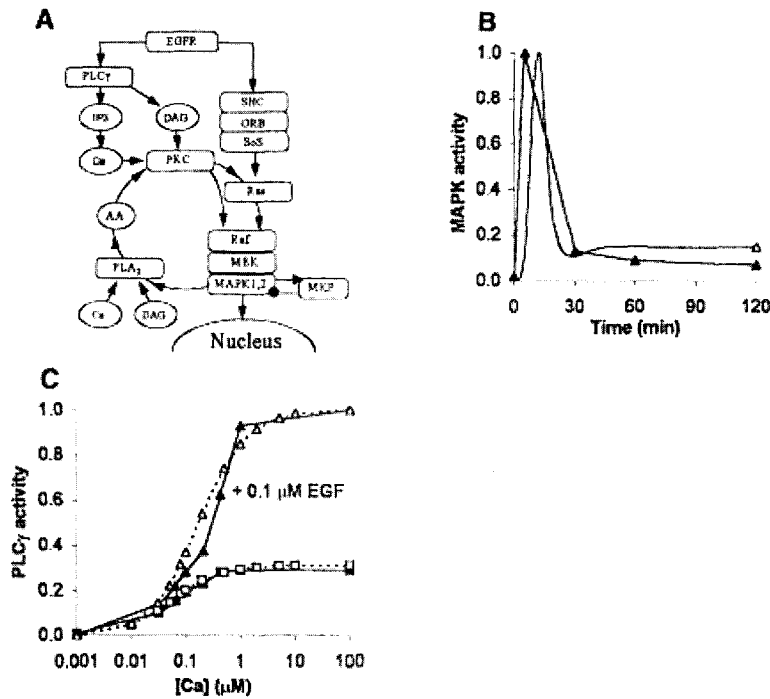 A
EGFR
PLCγ
IP3
DAG
SHC
GRB
SoS
Ca
PKC
Ras
AA
Raf
MEK
PLA2
MAPK1,2
MKP
Ca
DAG
Nucleus
B
MAPK activity
1.0
0.8
0.6
0.4
0.2
0.0
0
30
60
90
120
Time (min)
C
PLCγ activity
1.0
0.8
0.6
0.4
0.2
0.0
+ 0.1 μM EGF
0.001
0.01
0.1
1
10
100
[Ca] (μM)